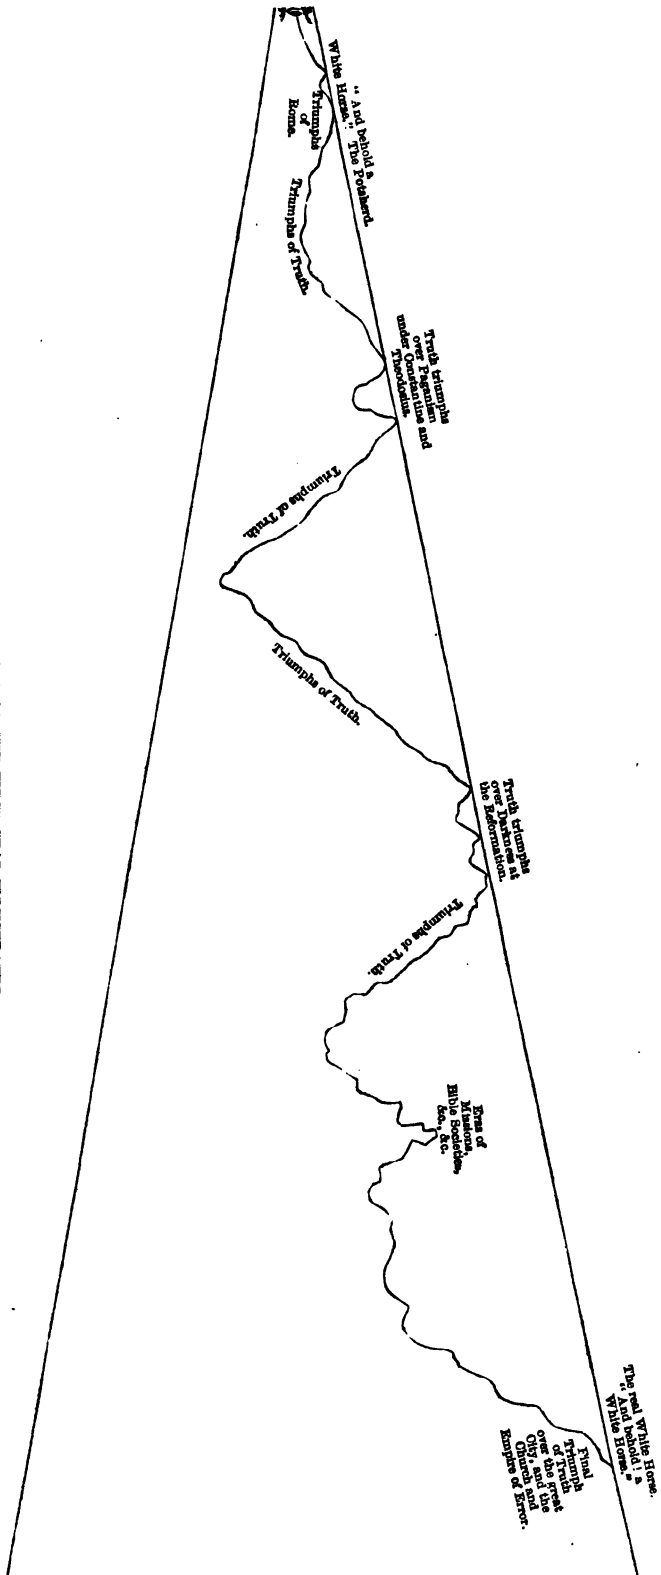 " And behold a
White Horse." The Potsherd.
Triumphs
of
Rome.
Triumphs of Truth.
Truth triumphs
over Paganism
under Constantine and
Theodosius.
Triumphs of Truth.
Triumphs of Truth.
Truth triumphs
over Darkness at
the Reformation.
Triumphs of
Truth.
Eras of
Missions,
Bible Societies,
&c., &c.
The real White Horse.
" And behold! a
White Horse."
Final
Triumph
of Truth
over the great
City, and the
Church and
Empire of Error.